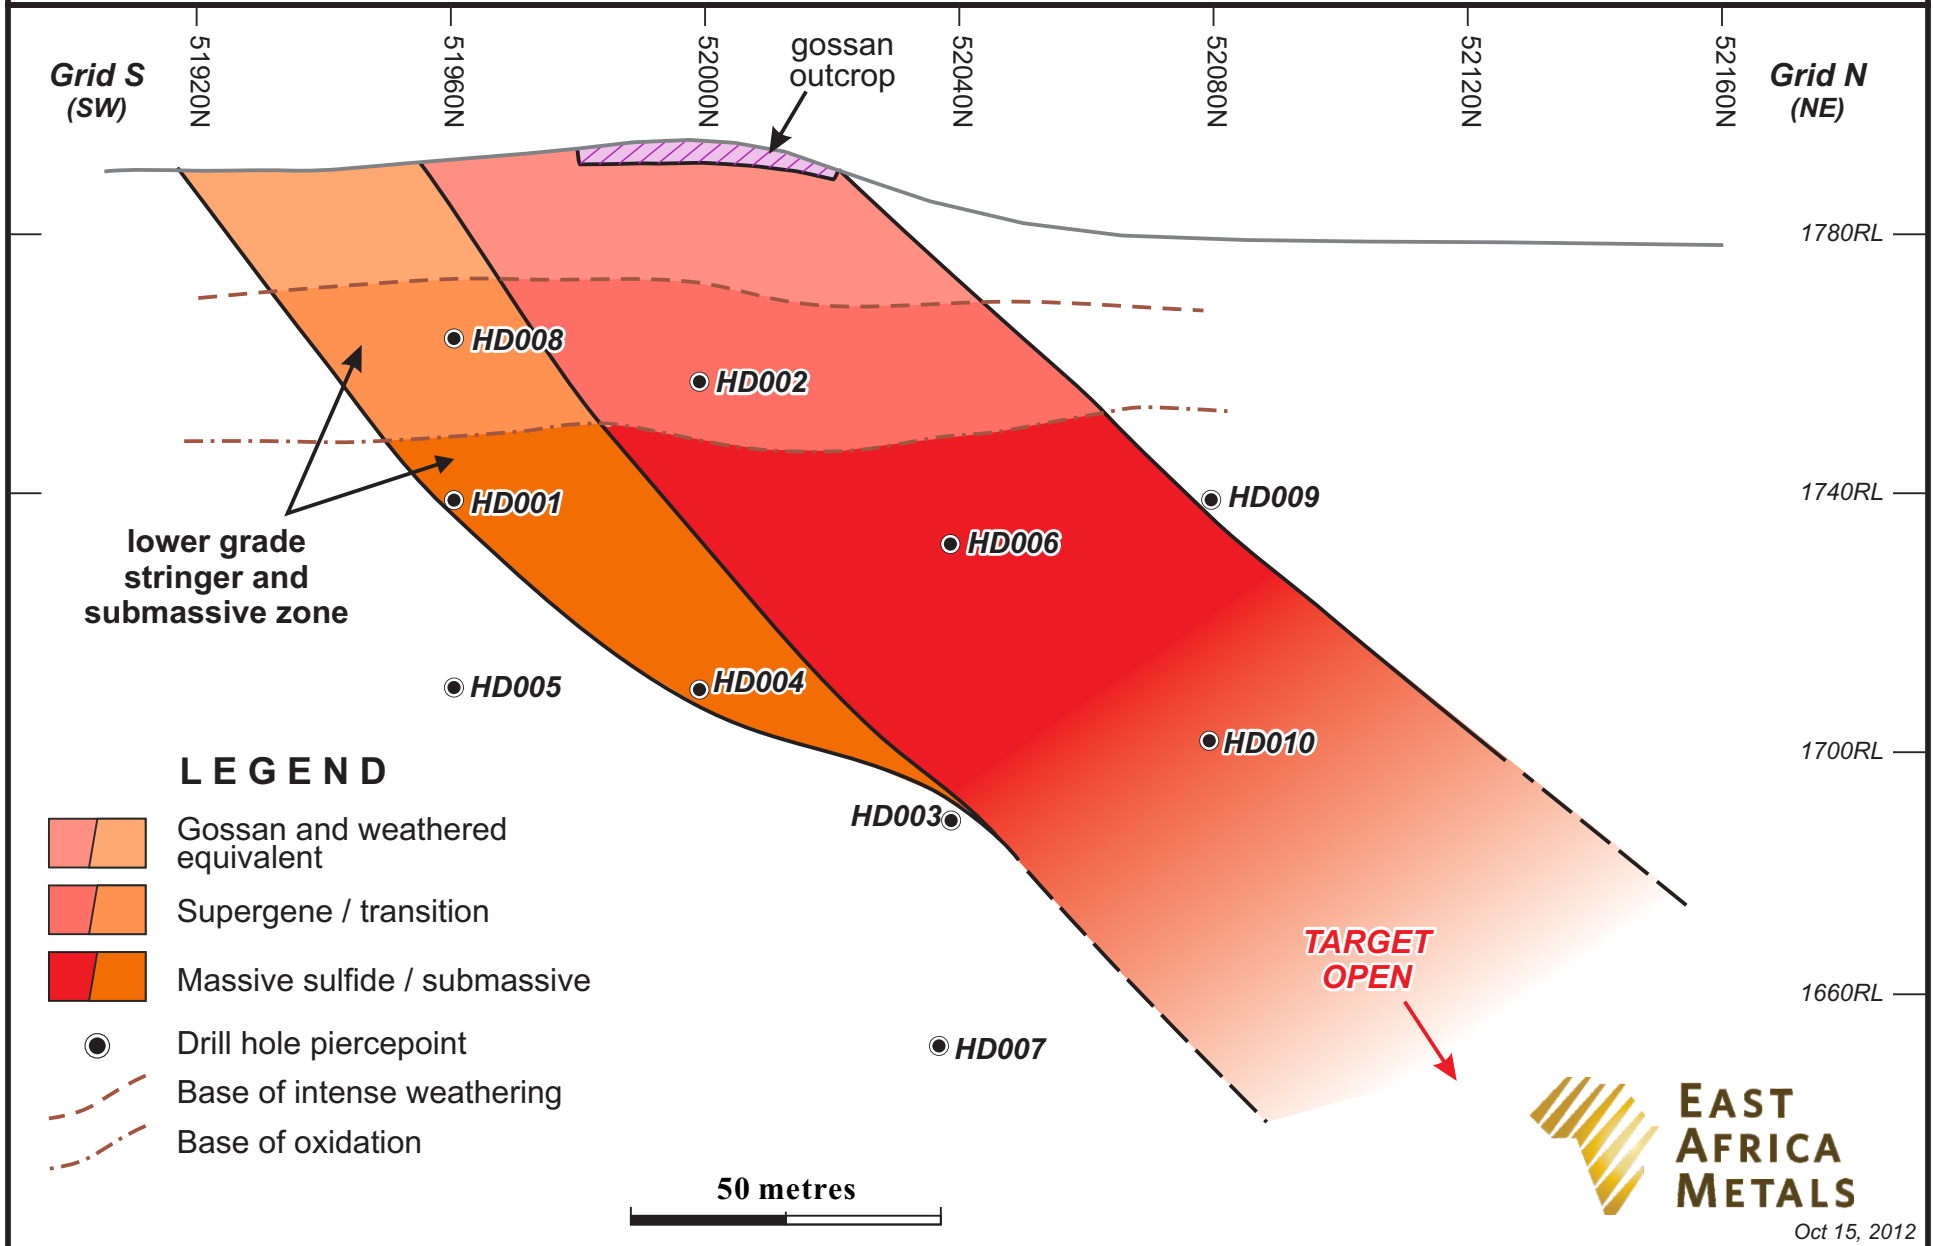 51920N
51960N
52000N
52040N
52080N
52120N
52160N
Grid S
(SW)
gossan
outcrop
Grid N
(NE)
1780RL
HD008
HD002
1740RL
HD001
HD009
HD006
lower grade
stringer and
submassive zone
HD005
HD004
HD010
1700RL
HD003
LEGEND
Gossan and weathered
equivalent
Supergene / transition
Massive sulfide / submassive
Drill hole piercepoint
Base of intense weathering
Base of oxidation
TARGET
OPEN
1660RL
HD007
50 metres
EAST
AFRICA
METALS
Oct 15, 2012